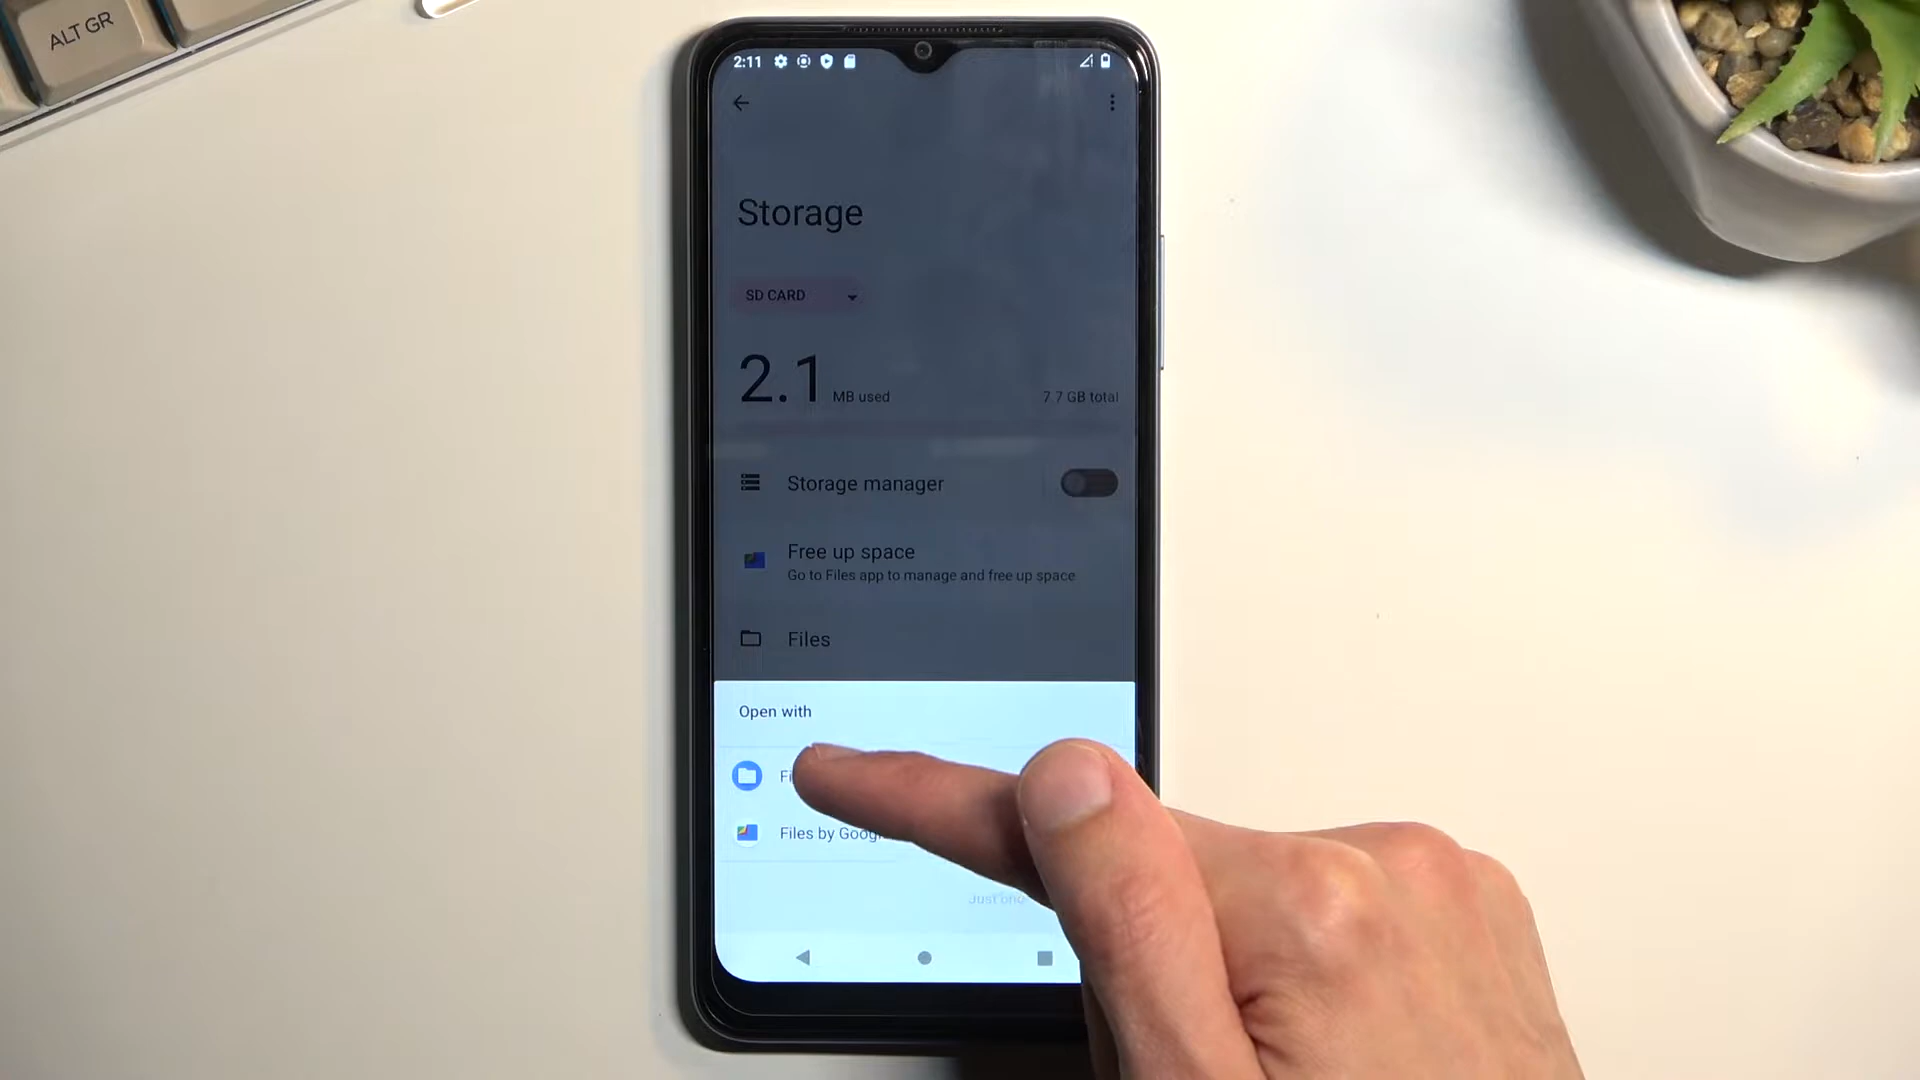 ALT GR
2:11
Storage
SD CARD
2.1 MB used
7.7 GB total
Storage manager
Free up space
Go to Files app to manage and free up space
Files
Open with
Files by Goog
Just